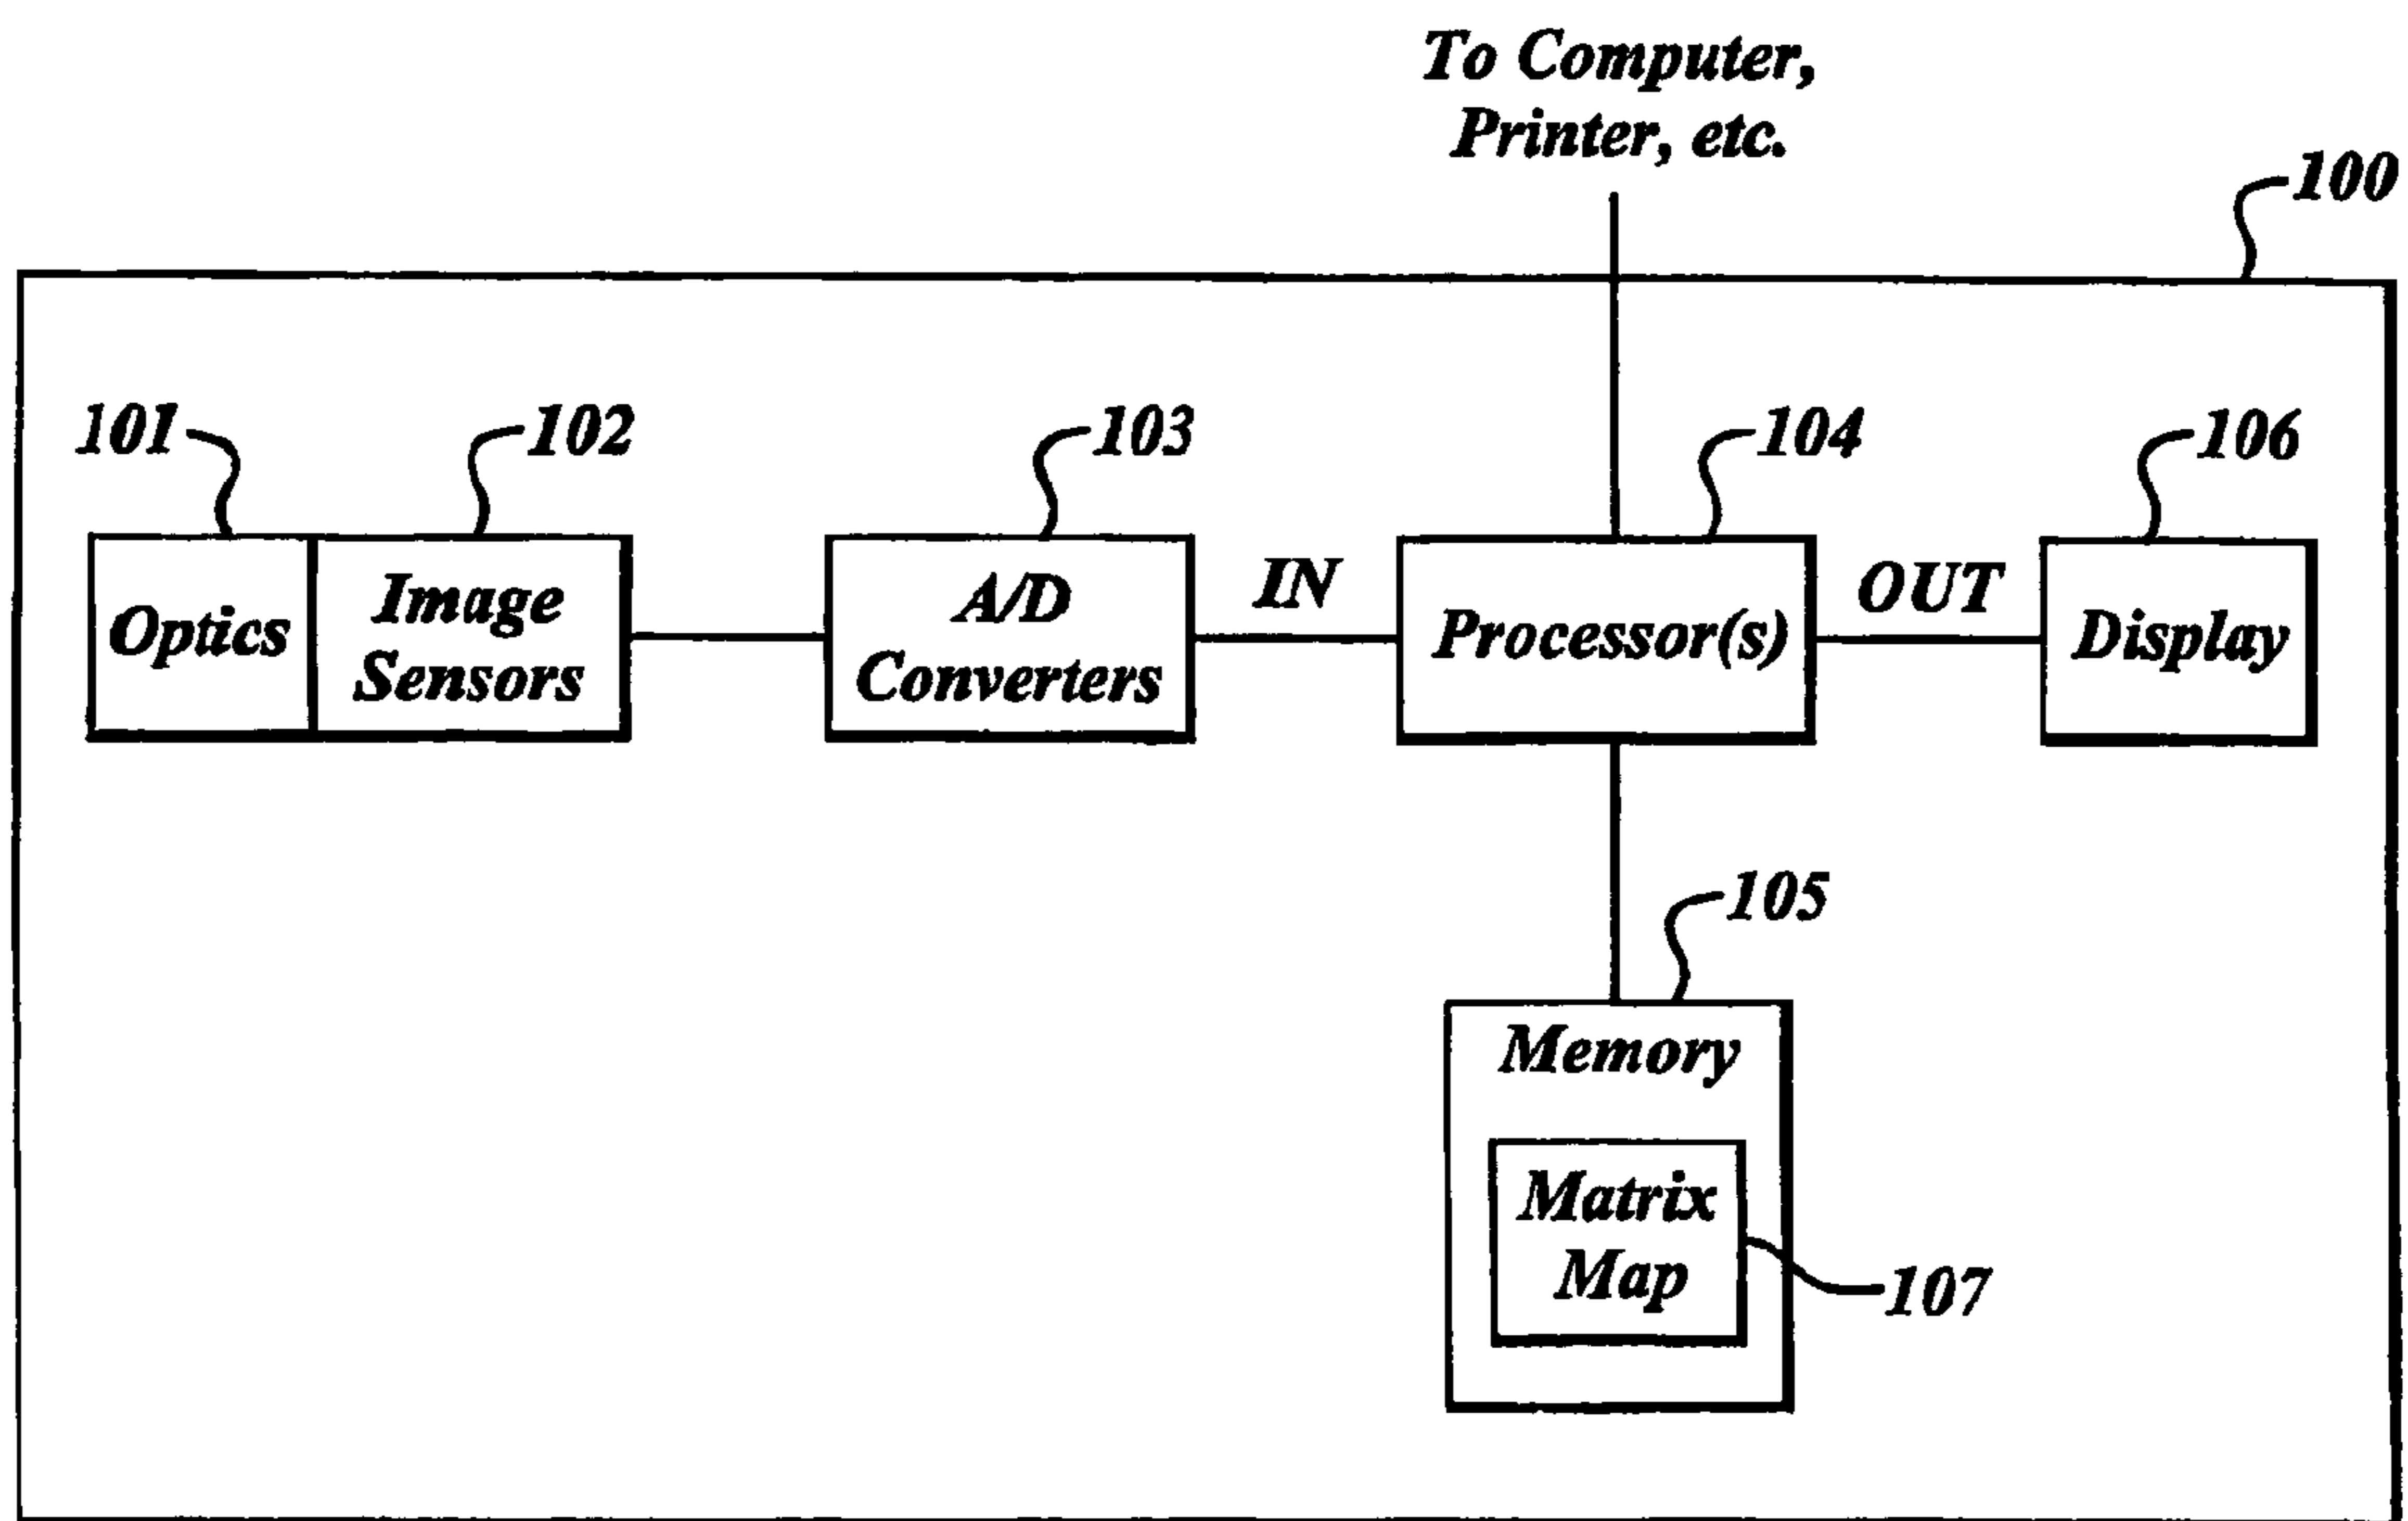 To Computer,
Printer, etc.
100
101
102
103
104
106
Optics
Image
Sensors
A/D
Converters
IN
Processor(s)
OUT
Display
105
Memory
Matrix
Map
107